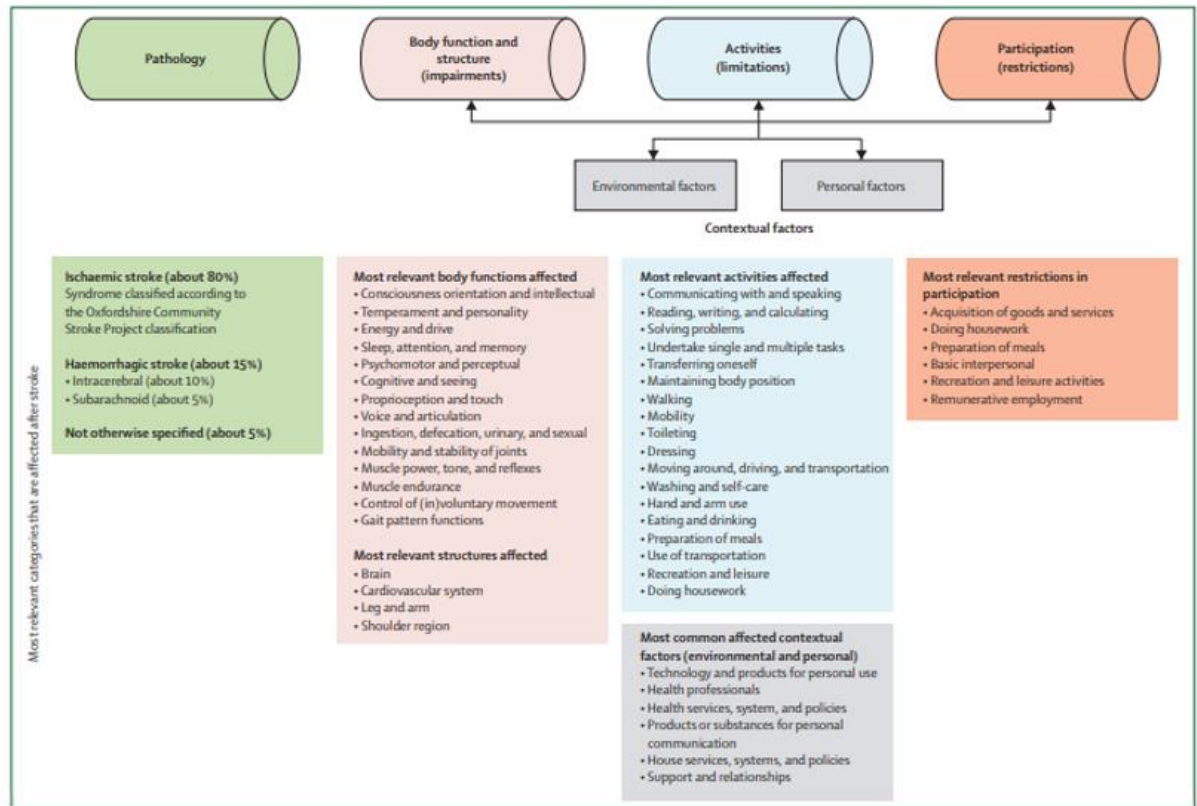 Pathology
Body function and
structure
(impairments)
Activities
(limitations)
Participation
(restrictions)
Environmental factors
Personal factors
Contextual factors
Most relevant categories that are affected after stroke
Ischaemic stroke (about 80%)
Syndrome classified according to
the Oxfordshire Community
Stroke Project classification
Haemorrhagic stroke (about 15%)
• Intracerebral (about 10%)
• Subarachnoid (about 5%)
Not otherwise specified (about 5%)
Most relevant body functions affected
• Consciousness orientation and intellectual
• Temperament and personality
• Energy and drive
• Sleep, attention, and memory
• Psychomotor and perceptual
• Cognitive and seeing
• Proprioception and touch
• Voice and articulation
• Ingestion, defecation, urinary, and sexual
• Mobility and stability of joints
• Muscle power, tone, and reflexes
• Muscle endurance
• Control of (in)voluntary movement
• Gait pattern functions
Most relevant structures affected
• Brain
• Cardiovascular system
• Leg and arm
• Shoulder region
Most relevant activities affected
• Communicating with and speaking
• Reading, writing, and calculating
• Solving problems
• Undertake single and multiple tasks
• Transferring oneself
• Maintaining body position
• Walking
• Mobility
• Toileting
• Dressing
• Moving around, driving, and transportation
• Washing and self-care
• Hand and arm use
• Eating and drinking
• Preparation of meals
• Use of transportation
• Recreation and leisure
• Doing housework
Most common affected contextual
factors (environmental and personal)
• Technology and products for personal use
• Health professionals
• Health services, system, and policies
• Products or substances for personal
communication
• House services, systems, and policies
• Support and relationships
Most relevant restrictions in
participation
• Acquisition of goods and services
• Doing housework
• Preparation of meals
• Basic interpersonal
• Recreation and leisure activities
• Remunerative employment